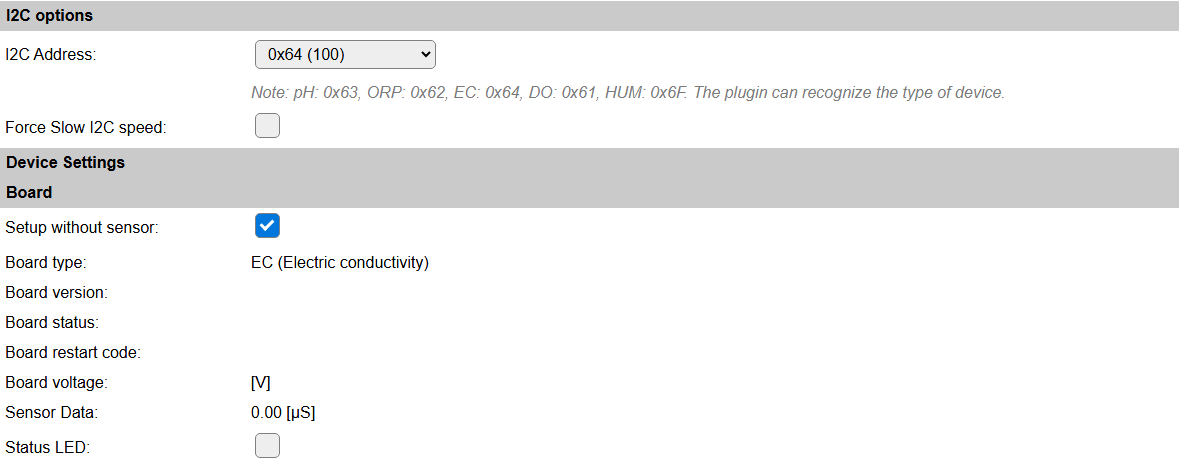 I2C options
I2C Address: 0x64 (100)
Note: pH: 0x63, ORP: 0x62, EC: 0x64, DO: 0x61, HUM: 0x6F. The plugin can recognize the type of device.
Force Slow I2C speed:
Device Settings
Board
Setup without sensor:
Board type: EC (Electric conductivity)
Board version:
Board status:
Board restart code:
Board voltage: [V]
Sensor Data: 0.00 [µS]
Status LED: